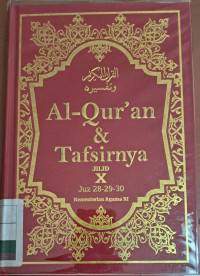 القرآن الكريم
وتفسيره
Al-Qur'an
&
Tafsirnya
JILID
X
Juz 28-29-30
Kementerian Agama RI